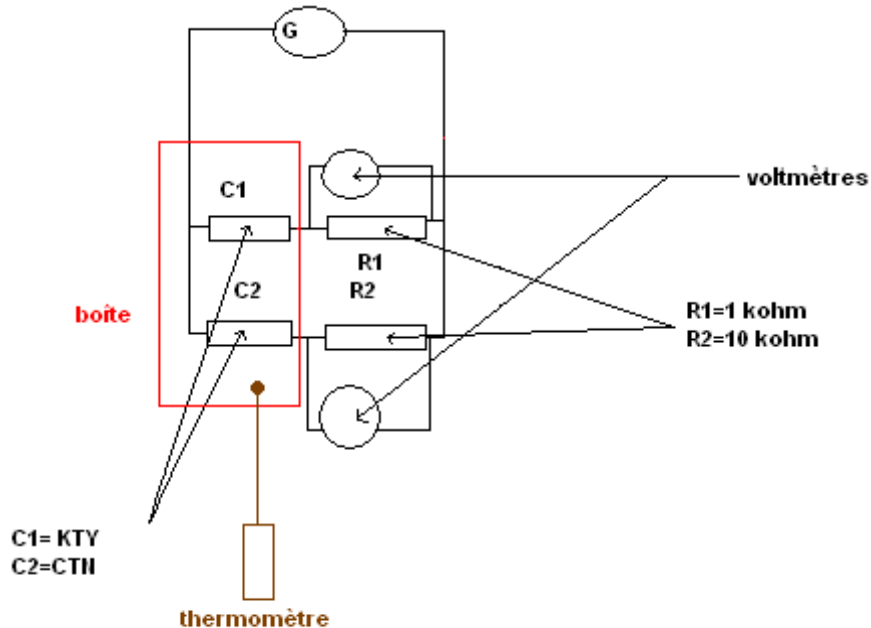 G
C1
voltmètres
R1
C2
R2
boîte
R1=1 kohm
R2=10 kohm
C1= KTY
C2=CTN
thermomètre